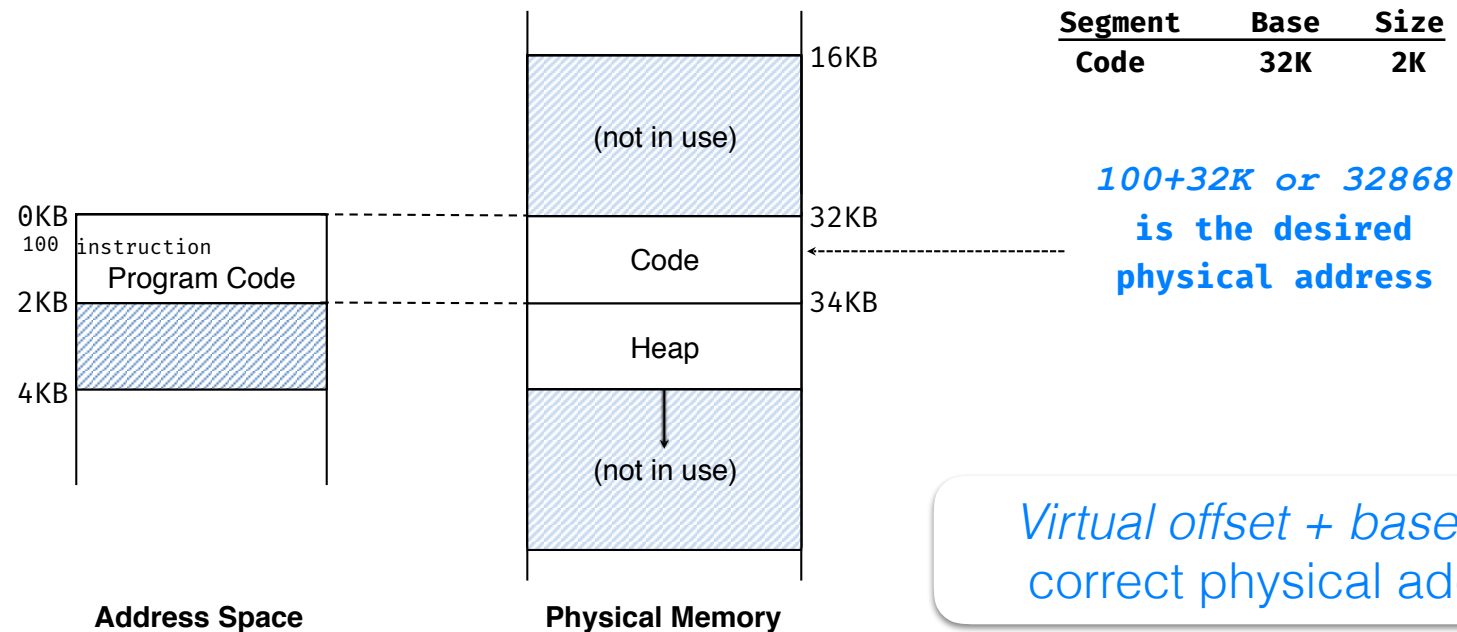 Segment Base Size
Code 32K 2K
16KB
(not in use)
100+32K or 32868
is the desired
physical address
0KB
100 instruction
Program Code
2KB
4KB
32KB
Code
34KB
Heap
(not in use)
Virtual offset + base
correct physical ad
Address Space
Physical Memory